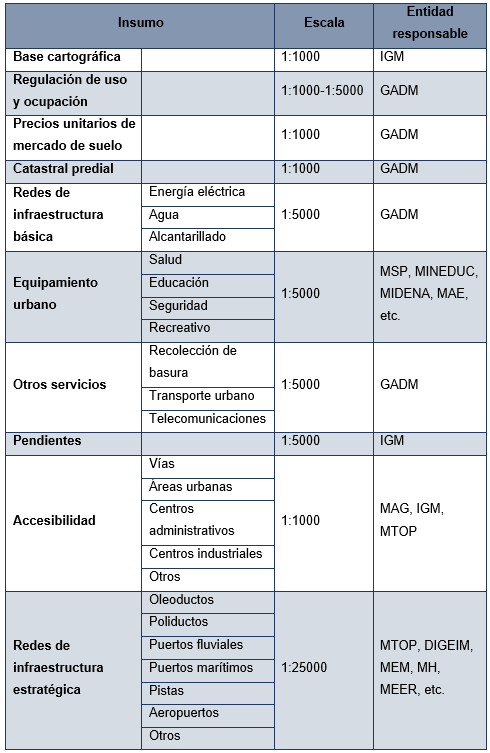 Insumo Escala Entidad
responsable
Base cartográfica 1:1000 IGM
Regulación de uso
y ocupación 1:1000-1:5000 GADM
Precios unitarios de
mercado de suelo 1:1000 GADM
Catastral predial 1:1000 GADM
Redes de
infraestructura
básica
Energía eléctrica
Agua
Alcantarillado
1:5000 GADM
Equipamiento
urbano
Salud
Educación
Seguridad
Recreativo
1:5000
MSP, MINEDUC,
MIDENA, MAE,
etc.
Otros servicios
Recolección de
basura
Transporte urbano
Telecomunicaciones
1:5000 GADM
Pendientes 1:5000 IGM
Accesibilidad
Vías
Áreas urbanas
Centros
administrativos
Centros industriales
Otros
1:1000
MAG, IGM,
MTOP
Redes de
infraestructura
estratégica
Oleoductos
Poliductos
Puertos fluviales
Puertos marítimos
Pistas
Aeropuertos
Otros
1:25000
MTOP, DIGEIM,
MEM, MH,
MEER, etc.